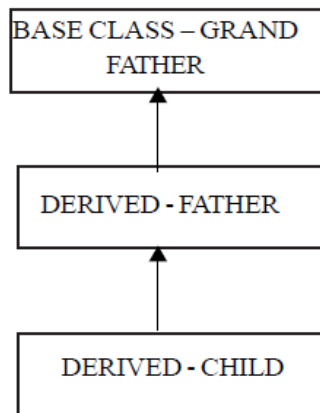 BASE CLASS – GRAND
FATHER
DERIVED - FATHER
DERIVED - CHILD